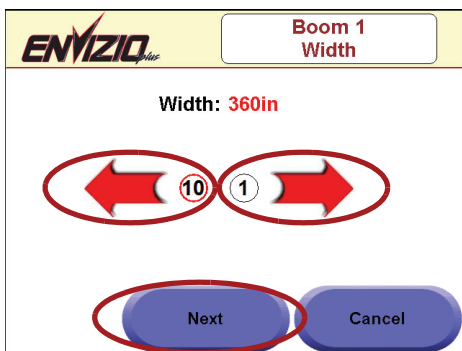 ENVIZIO plus
Boom 1
Width
Width: 360in
10 1
Next Cancel